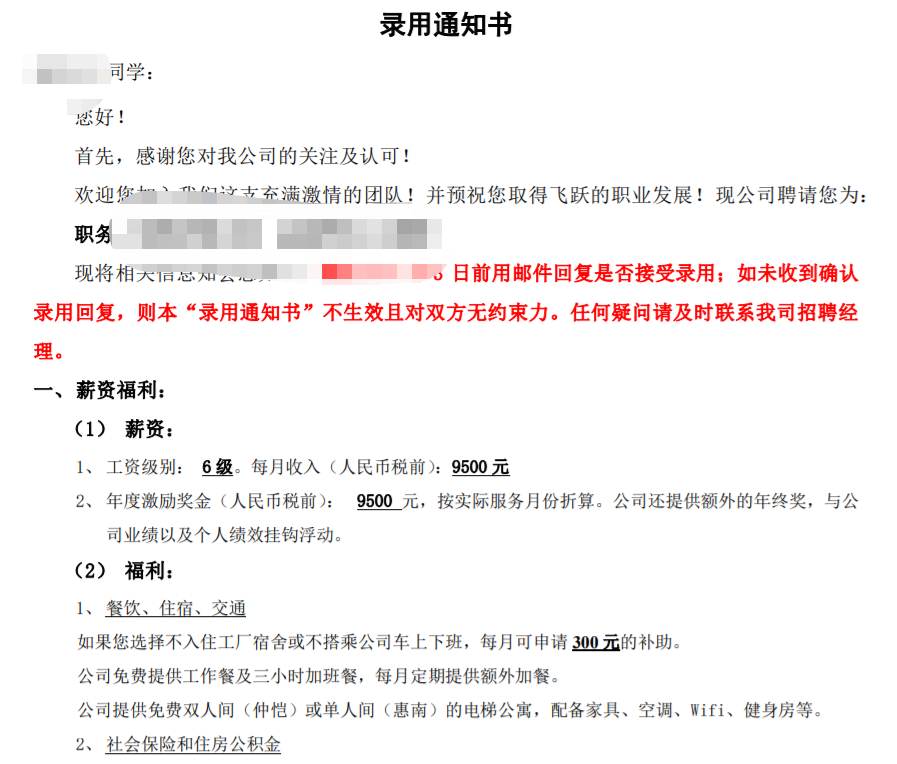 录用通知书
同学：
您好！
首先，感谢您对我公司的关注及认可！
欢迎您加入我们这支充满激情的团队！并预祝您取得飞跃的职业发展！现公司聘请您为：
职务
现将相关信息知会您 5 日前用邮件回复是否接受录用；如未收到确认
录用回复，则本“录用通知书”不生效且对双方无约束力。任何疑问请及时联系我司招聘经
理。
一、薪资福利：
（1） 薪资：
1、 工资级别： 6 级。每月收入（人民币税前）：9500 元
2、 年度激励奖金（人民币税前）： 9500 元，按实际服务月份折算。公司还提供额外的年终奖，与公
司业绩以及个人绩效挂钩浮动。
（2） 福利：
1、 餐饮、住宿、交通
如果您选择不入住工厂宿舍或不搭乘公司车上下班，每月可申请 300 元的补助。
公司免费提供工作餐及三小时加班餐，每月定期提供额外加餐。
公司提供免费双人间（仲恺）或单人间（惠南）的电梯公寓，配备家具、空调、Wifi、健身房等。
2、 社会保险和住房公积金